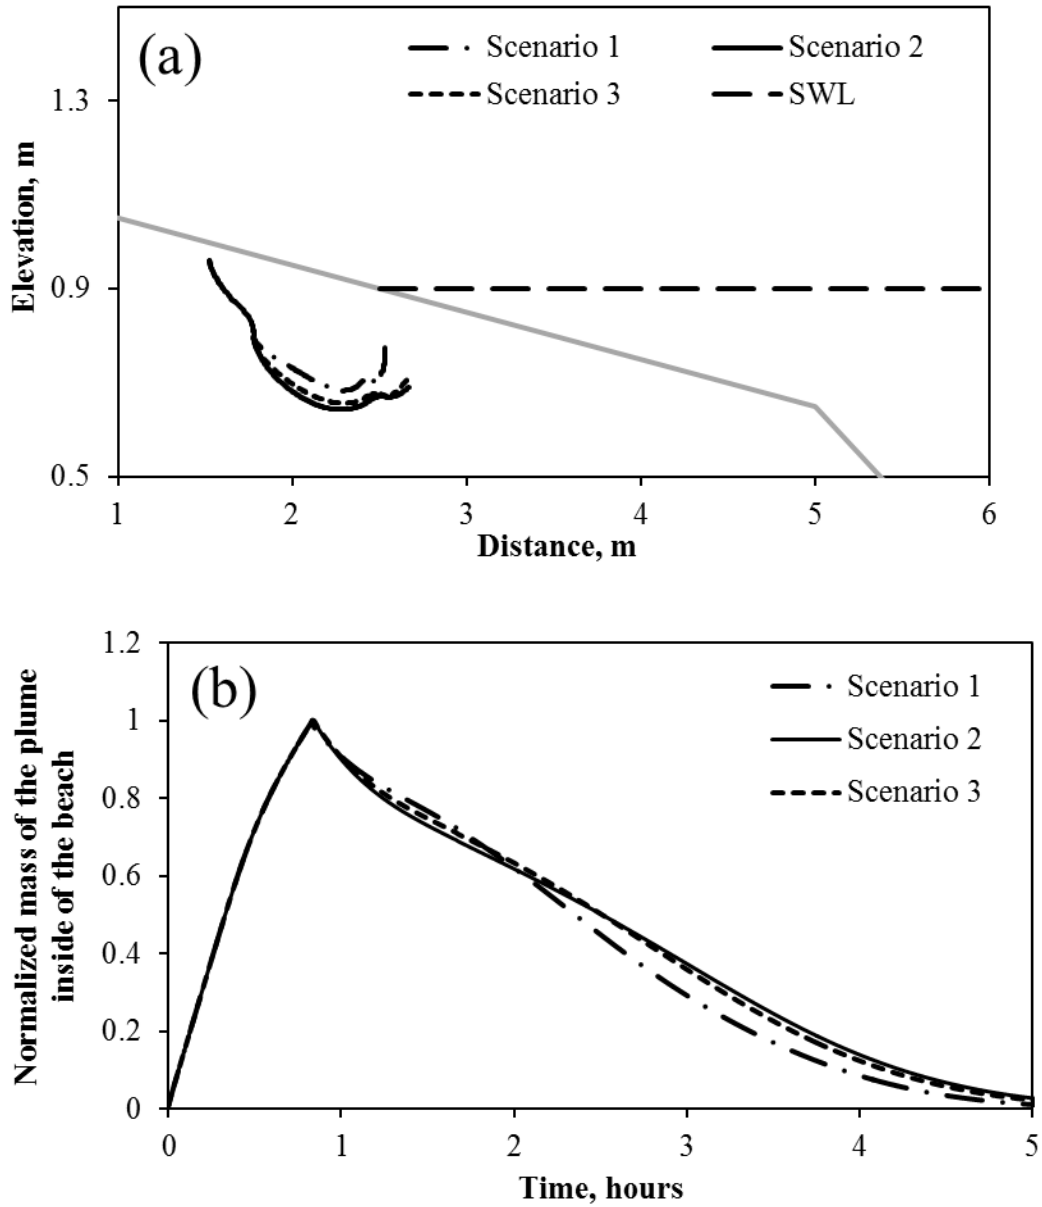 (a)
Scenario 1
Scenario 2
Scenario 3
SWL
1.3
0.9
0.5
Elevation, m
1 2 3 4 5 6
Distance, m
(b)
Scenario 1
Scenario 2
Scenario 3
1.2
1
0.8
0.6
0.4
0.2
0
Normalized mass of the plume
inside of the beach
0 1 2 3 4 5
Time, hours